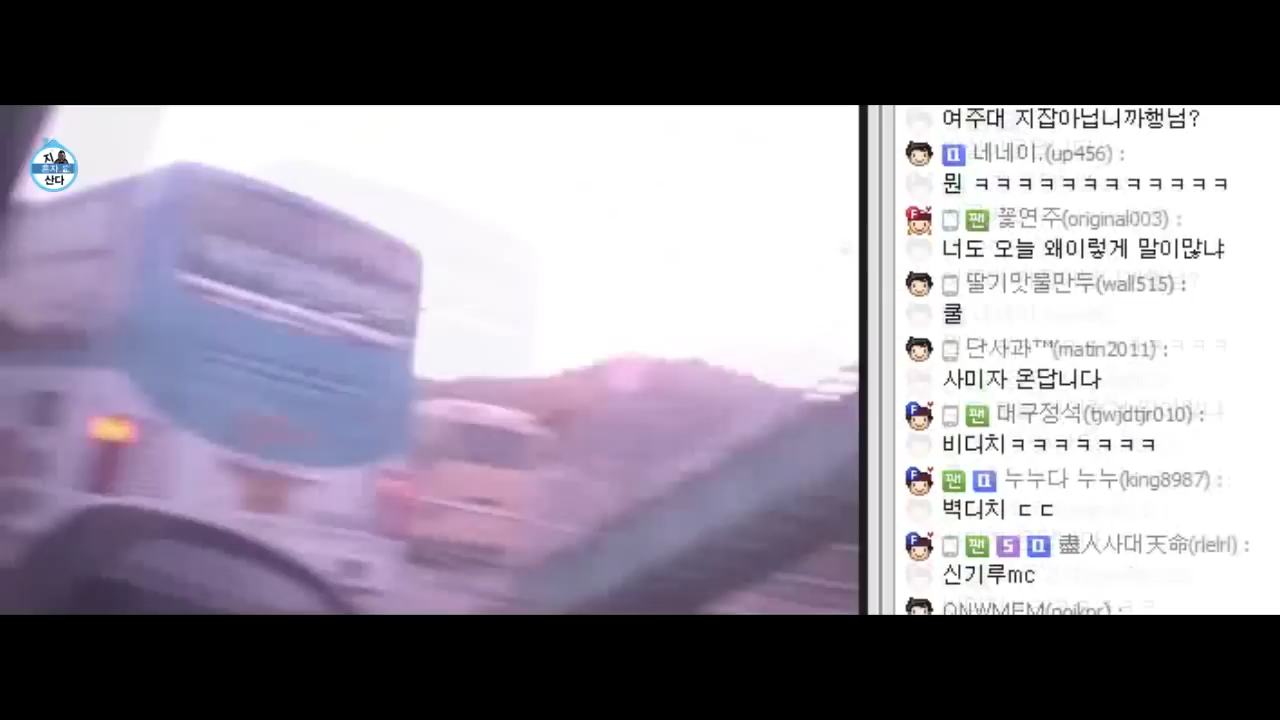 지
혼자 산다
여주대 지잡아닙니까행님?
네네이.(up456) :
뭔 ㅋㅋㅋㅋㅋㅋㅋㅋㅋㅋㅋㅋ
팬 꽃연주(original003) :
너도 오늘 왜이렇게 말이많냐
딸기맛물만두(wall515) :
쿨
단사과™(matin2011) :
사미자 온답니다
팬 대구정석(tjwjdtjr010) :
비디치ㅋㅋㅋㅋㅋㅋㅋ
팬 누누다 누누(king8987) :
벽디치 ㄷㄷ
팬 S 盡人사대天命(rlelrl) :
신기루mc